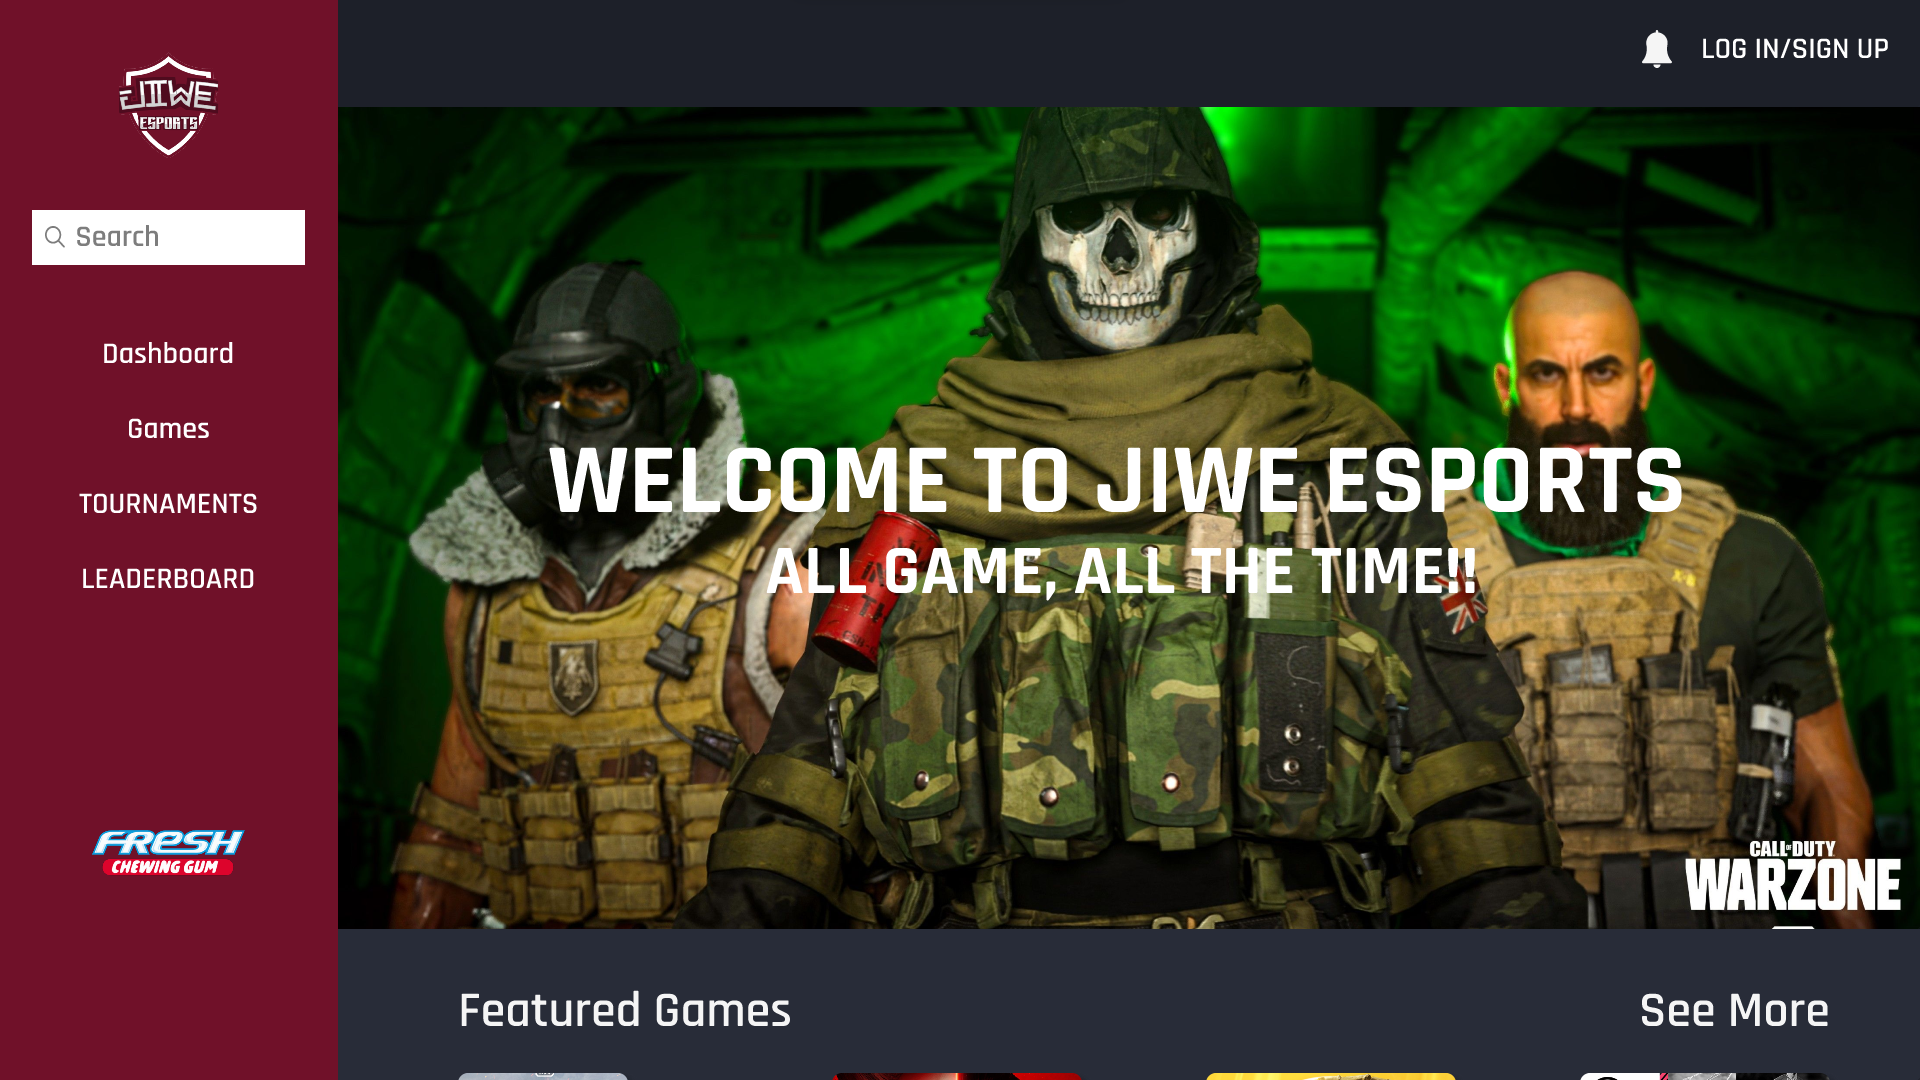 JIWE
ESPORTS
Search
Dashboard
Games
TOURNAMENTS
LEADERBOARD
FRESH
CHEWING GUM
LOG IN/SIGN UP
WELCOME TO JIWE ESPORTS
ALL GAME, ALL THE TIME!!
CALL OF DUTY
WARZONE
Featured Games
See More